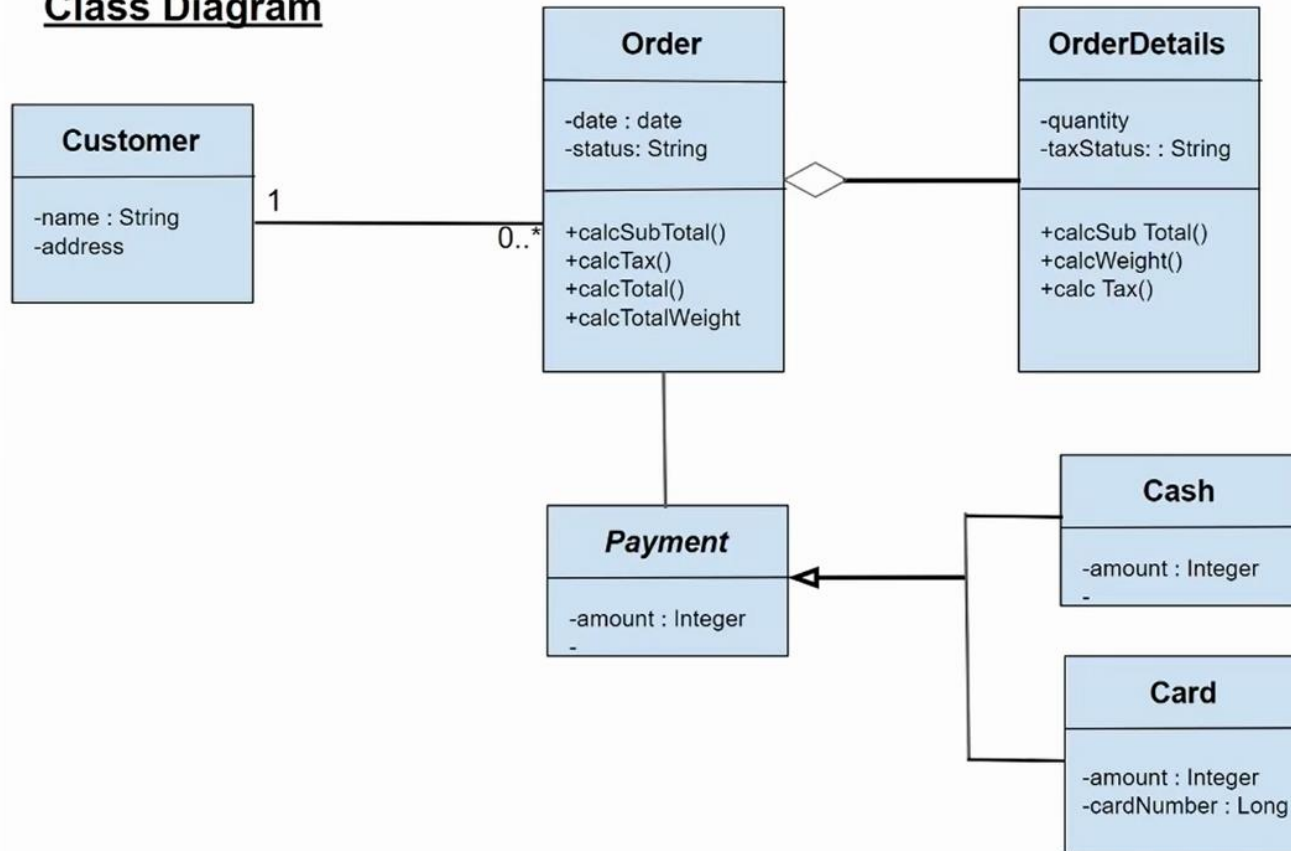 Class Diagram
Customer
-name : String
-address
1
0..*
Order
-date : date
-status: String
+calcSubTotal()
+calcTax()
+calcTotal()
+calcTotalWeight
OrderDetails
-quantity
-taxStatus: : String
+calcSub Total()
+calcWeight()
+calc Tax()
Payment
-amount : Integer
-
Cash
-amount : Integer
-
Card
-amount : Integer
-cardNumber : Long